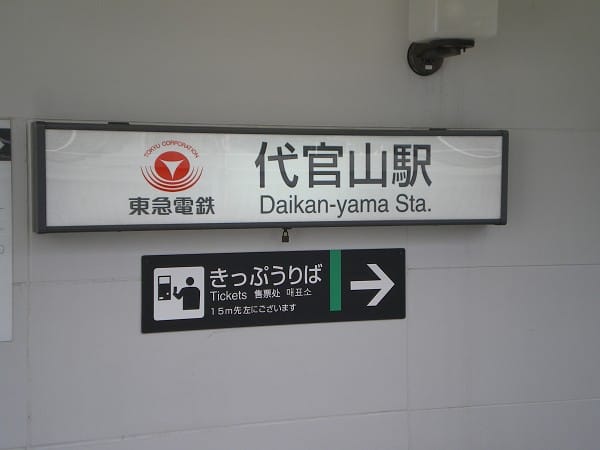 TOKYU CORPORATION
東急電鉄
代官山駅
Daikan-yama Sta.
きっぷうりば
Tickets 售票处 매표소
15m先左にございます